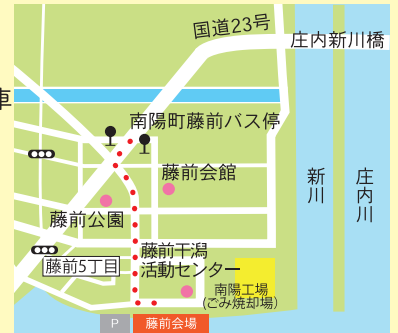 国道23号
庄内新川橋
車
南陽町藤前バス停
藤前会館
新川
庄内川
藤前公園
藤前干潟
活動センター
藤前5丁目
南陽工場
(ごみ焼却場)
P
藤前会場